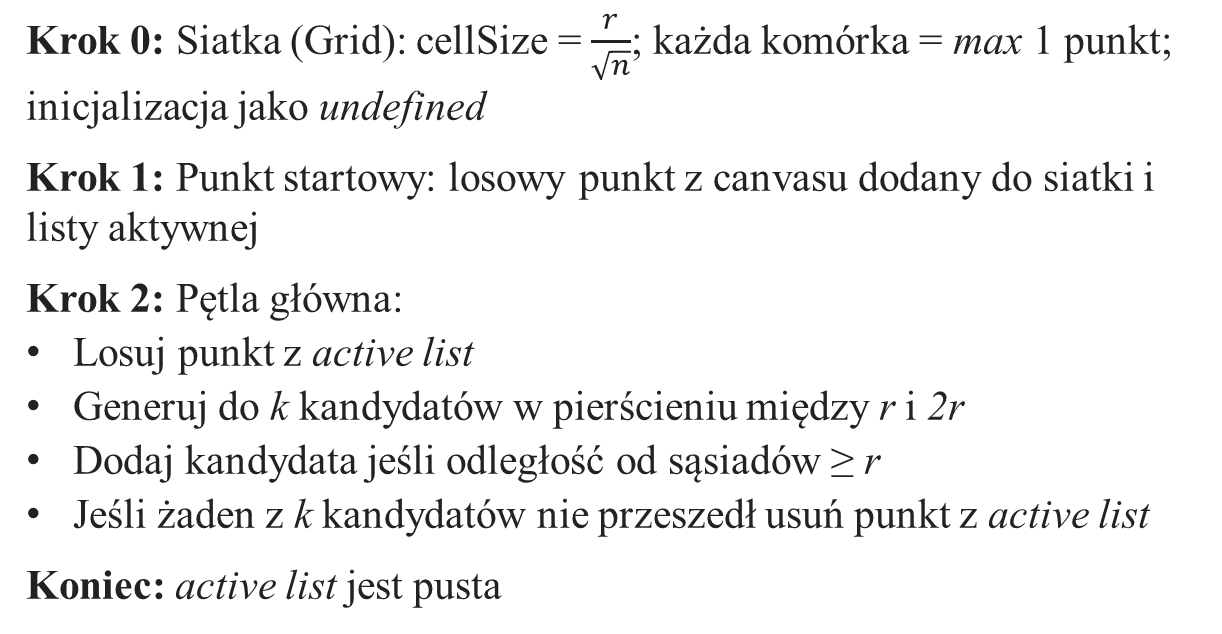 Krok 0: Siatka (Grid): cellSize = r/√n; każda komórka = max 1 punkt;
inicjalizacja jako undefined
Krok 1: Punkt startowy: losowy punkt z canvasu dodany do siatki i
listy aktywnej
Krok 2: Pętla główna:
• Losuj punkt z active list
• Generuj do k kandydatów w pierścieniu między r i 2r
• Dodaj kandydata jeśli odległość od sąsiadów ≥ r
• Jeśli żaden z k kandydatów nie przeszedł usuń punkt z active list
Koniec: active list jest pusta